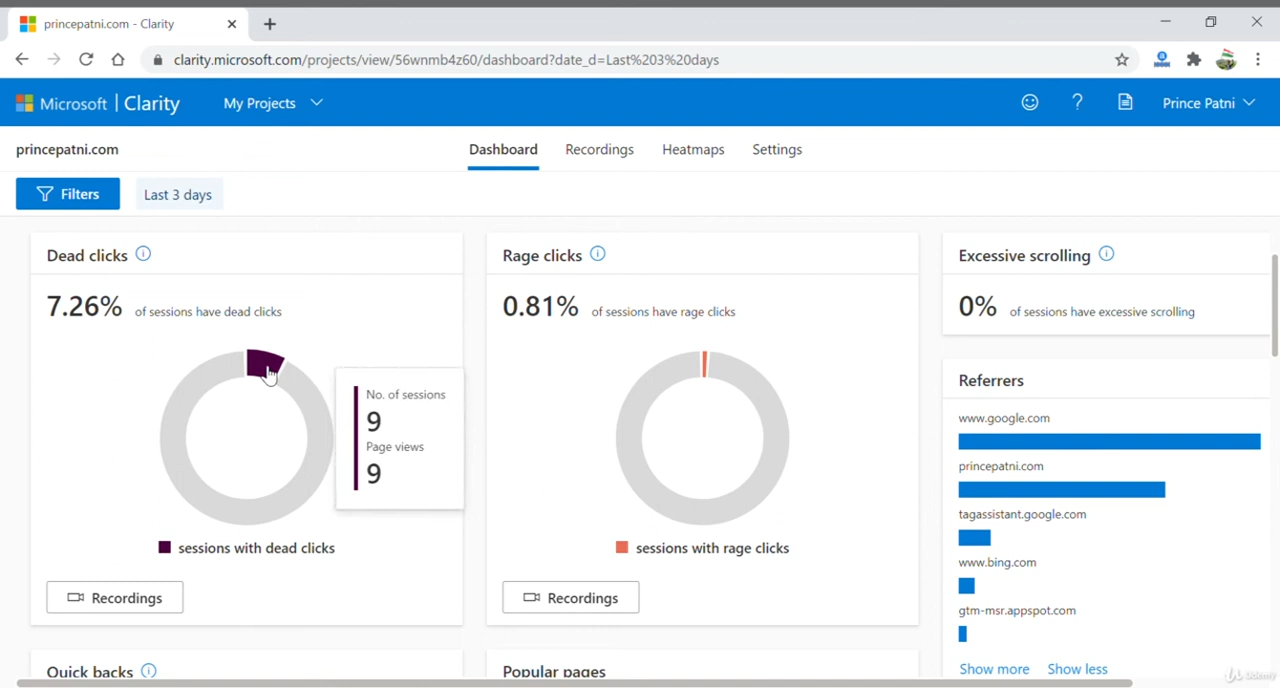 princepatni.com - Clarity
clarity.microsoft.com/projects/view/56wnmb4z60/dashboard?date_d=Last%203%20days
Microsoft | Clarity
My Projects
Prince Patni
princepatni.com
Dashboard
Recordings
Heatmaps
Settings
Filters
Last 3 days
Dead clicks
7.26% of sessions have dead clicks
No. of sessions
9
Page views
9
sessions with dead clicks
Recordings
Rage clicks
0.81% of sessions have rage clicks
sessions with rage clicks
Recordings
Excessive scrolling
0% of sessions have excessive scrolling
Referrers
www.google.com
princepatni.com
tagassistant.google.com
www.bing.com
gtm-msr.appspot.com
Show more Show less
Quick backs
Popular pages
Udemy